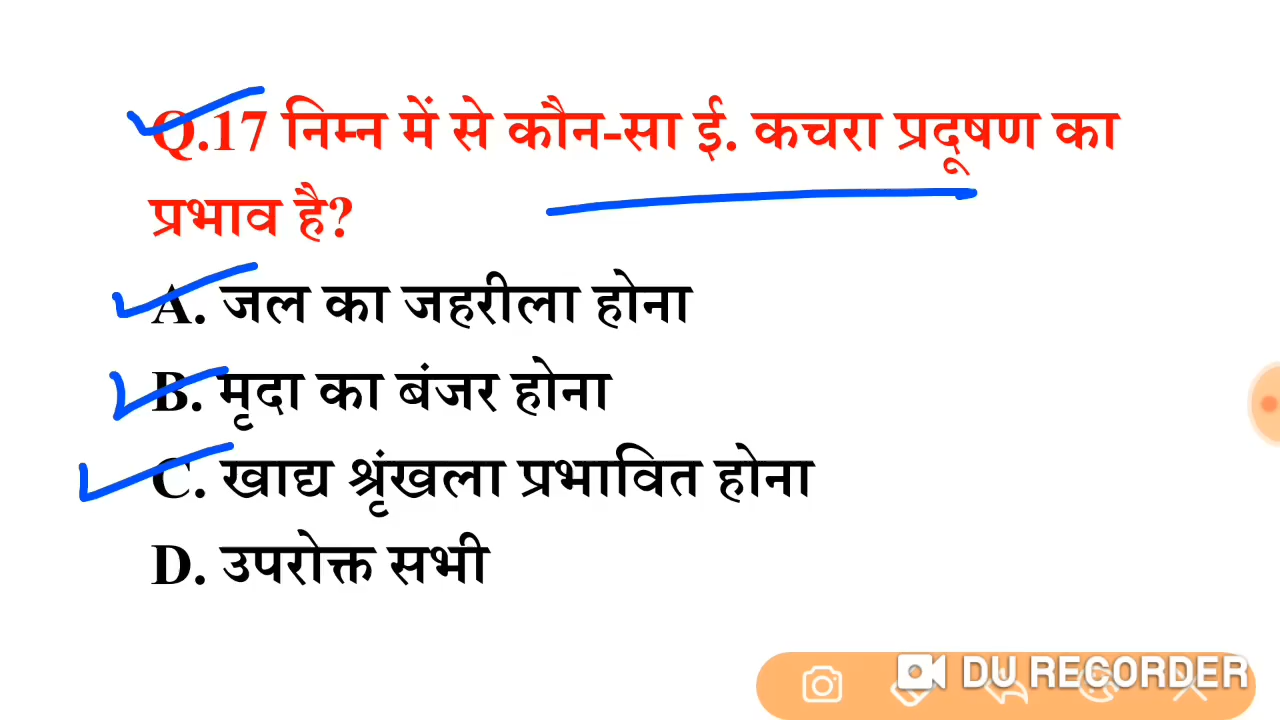 Q.17 निम्न में से कौन-सा ई. कचरा प्रदूषण का
प्रभाव है?
A. जल का जहरीला होना
B. मृदा का बंजर होना
C. खाद्य श्रृंखला प्रभावित होना
D. उपरोक्त सभी
DU RECORDER